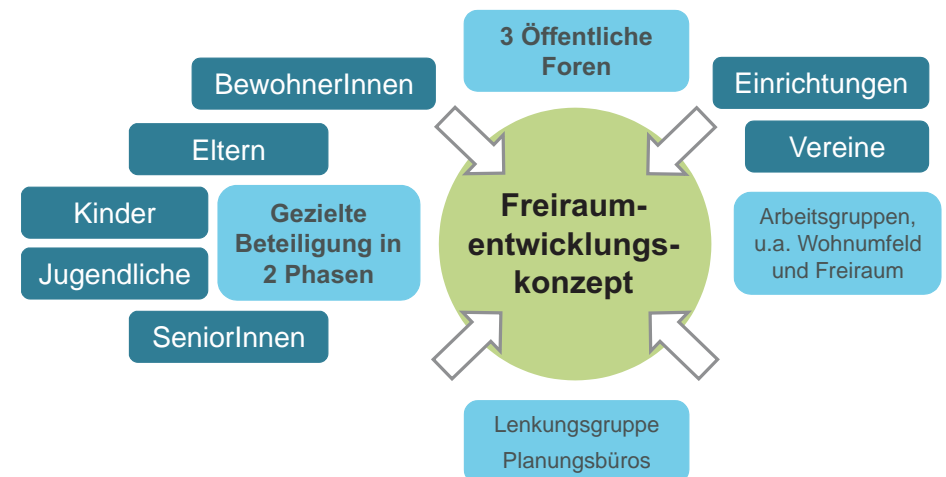 3 Öffentliche
Foren
BewohnerInnen
Eltern
Kinder
Jugendliche
SeniorInnen
Gezielte
Beteiligung in
2 Phasen
Freiraum-
entwicklungs-
konzept
Einrichtungen
Vereine
Arbeitsgruppen,
u.a. Wohnumfeld
und Freiraum
Lenkungsgruppe
Planungsbüros